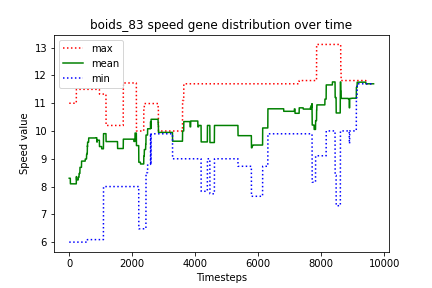 boids_83 speed gene distribution over time
max
mean
min
Speed value
13
12
11
10
9
8
7
6
0
2000
4000
6000
8000
10000
Timesteps